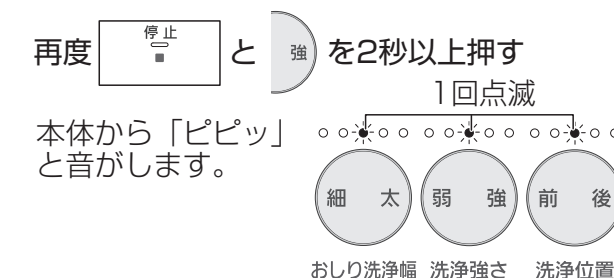 再度 停止 と 強 を2秒以上押す
1回点滅
本体から「ピピッ」
と音がします。
細 太 弱 強 前 後
おしり洗浄幅 洗浄強さ 洗浄位置